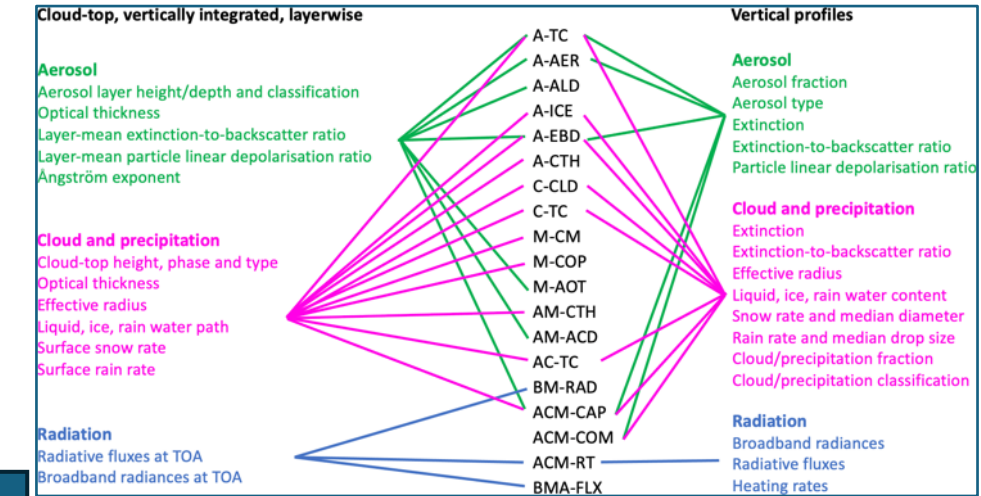 Cloud-top, vertically integrated, layerwise
Aerosol
Aerosol layer height/depth and classification
Optical thickness
Layer-mean extinction-to-backscatter ratio
Layer-mean particle linear depolarisation ratio
Ångström exponent
Cloud and precipitation
Cloud-top height, phase and type
Optical thickness
Effective radius
Liquid, ice, rain water path
Surface snow rate
Surface rain rate
Radiation
Radiative fluxes at TOA
Broadband radiances at TOA
A-TC
A-AER
A-ALD
A-ICE
A-EBD
A-CTH
C-CLD
C-TC
M-CM
M-COP
M-AOT
AM-CTH
AM-ACD
AC-TC
BM-RAD
ACM-CAP
ACM-COM
ACM-RT
BMA-FLX
Vertical profiles
Aerosol
Aerosol fraction
Aerosol type
Extinction
Extinction-to-backscatter ratio
Particle linear depolarisation ratio
Cloud and precipitation
Extinction
Extinction-to-backscatter ratio
Effective radius
Liquid, ice, rain water content
Snow rate and median diameter
Rain rate and median drop size
Cloud/precipitation fraction
Cloud/precipitation classification
Radiation
Broadband radiances
Radiative fluxes
Heating rates